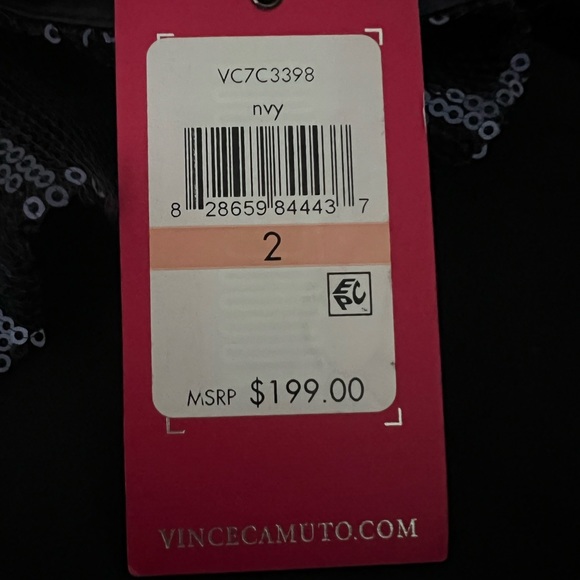 VC7C3398
nvy
8 28659 84443 7
2
EPC
MSRP $199.00
VINCECAMUTO.COM